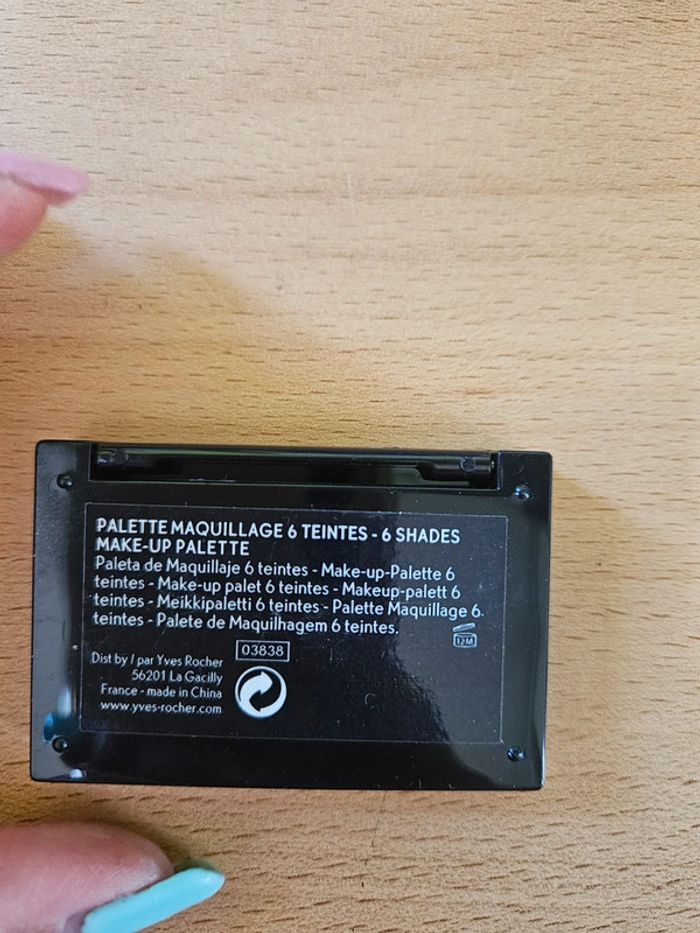 PALETTE MAQUILLAGE 6 TEINTES - 6 SHADES
MAKE-UP PALETTE
Paleta de Maquillaje 6 teintes - Make-up-Palette 6
teintes - Make-up palet 6 teintes - Makeup-palett 6
teintes - Meikkipaletti 6 teintes - Palette Maquillage 6
teintes - Palete de Maquilhagem 6 teintes.
12M
03838
Dist by / par Yves Rocher
56201 La Gacilly
France - made in China
www.yves-rocher.com